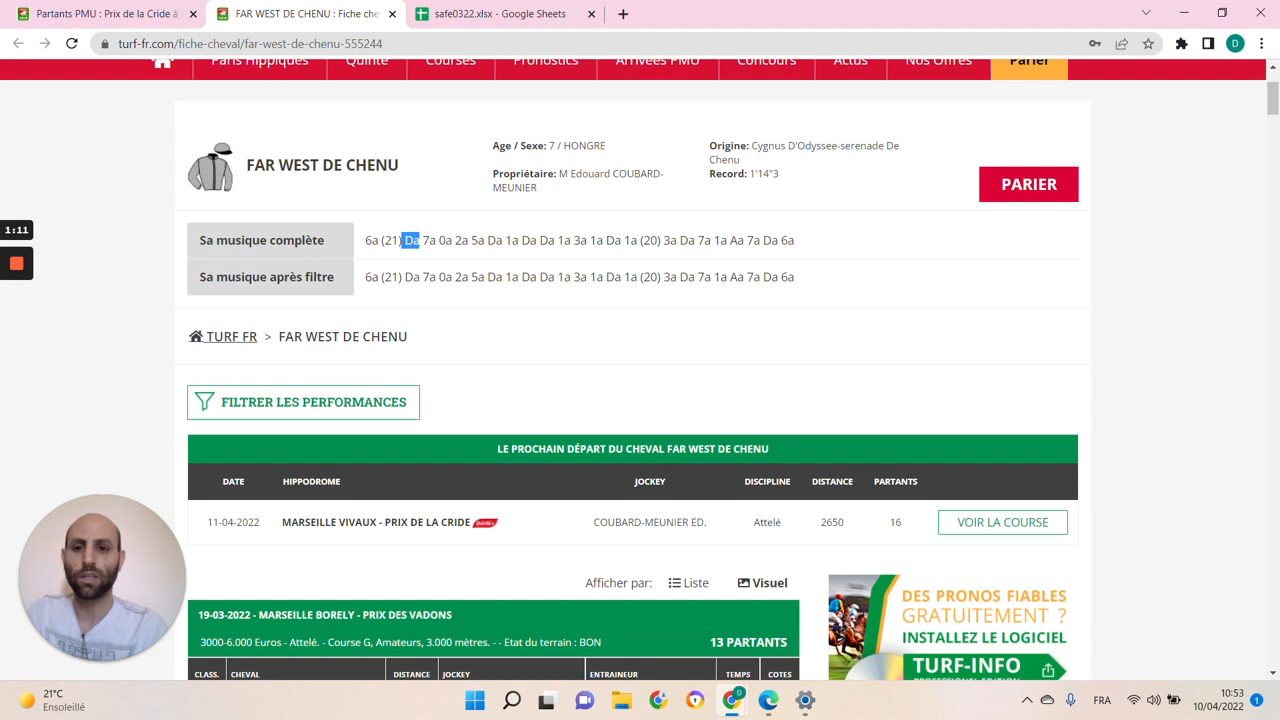 Partants PMU : Prix de la Cride à
FAR WEST DE CHENU : Fiche che
safe0322.xlsx - Google Sheets
turf-fr.com/fiche-cheval/far-west-de-chenu-555244
D
Paris Hippiques
Quinté
Courses
Pronostics
Arrivées PMU
Concours
Actus
Nos Offres
Parier
FAR WEST DE CHENU
Age / Sexe: 7 / HONGRE
Propriétaire: M Edouard COUBARD-
MEUNIER
Origine: Cygnus D'Odyssee-serenade De
Chenu
Record: 1'14"3
PARIER
1:11
Sa musique complète
6a (21) Da 7a 0a 2a 5a Da 1a Da Da 1a 3a 1a Da 1a (20) 3a Da 7a 1a Aa 7a Da 6a
Sa musique après filtre
6a (21) Da 7a 0a 2a 5a Da 1a Da Da 1a 3a 1a Da 1a (20) 3a Da 7a 1a Aa 7a Da 6a
TURF FR > FAR WEST DE CHENU
FILTRER LES PERFORMANCES
LE PROCHAIN DÉPART DU CHEVAL FAR WEST DE CHENU
DATE HIPPODROME JOCKEY DISCIPLINE DISTANCE PARTANTS
11-04-2022 MARSEILLE VIVAUX - PRIX DE LA CRIDE Quinté+ COUBARD-MEUNIER ED. Attelé 2650 16 VOIR LA COURSE
Afficher par: Liste Visuel
19-03-2022 - MARSEILLE BORELY - PRIX DES VADONS
3000-6.000 Euros - Attelé. - Course G, Amateurs, 3.000 mètres. - - Etat du terrain : BON
13 PARTANTS
CLASS. CHEVAL DISTANCE JOCKEY ENTRAINEUR TEMPS COTES
DES PRONOS FIABLES
GRATUITEMENT ?
INSTALLEZ LE LOGICIEL
TURF-INFO
PROFESSIONEL EDITION
21°C
Ensoleillé
D
FRA
10:53
10/04/2022
1